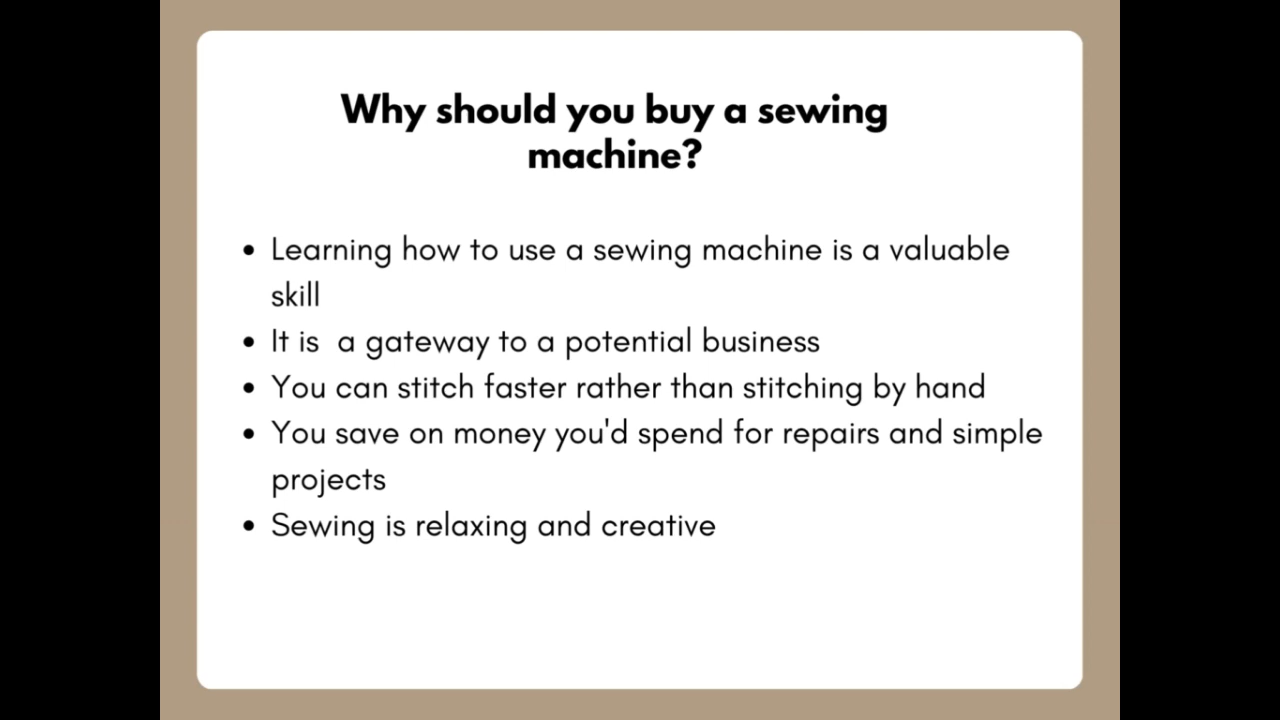 Why should you buy a sewing
machine?
• Learning how to use a sewing machine is a valuable
skill
• It is  a gateway to a potential business
• You can stitch faster rather than stitching by hand
• You save on money you'd spend for repairs and simple
projects
• Sewing is relaxing and creative